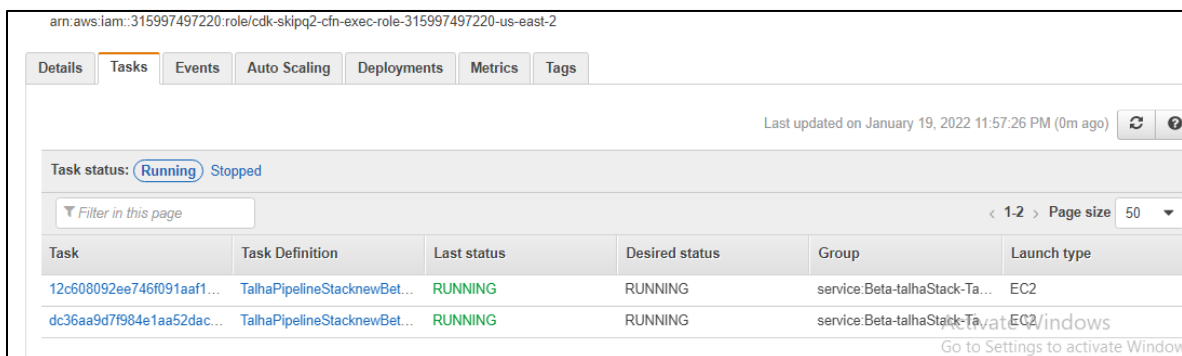 arn:aws:iam::315997497220:role/cdk-skipq2-cfn-exec-role-315997497220-us-east-2
Details Tasks Events Auto Scaling Deployments Metrics Tags
Last updated on January 19, 2022 11:57:26 PM (0m ago)
Task status: Running Stopped
Filter in this page < 1-2 > Page size 50
Task Task Definition Last status Desired status Group Launch type
12c608092ee746f091aaf1... TalhaPipelineStacknewBet... RUNNING RUNNING service:Beta-talhaStack-Ta... EC2
dc36aa9d7f984e1aa52dac... TalhaPipelineStacknewBet... RUNNING RUNNING service:Beta-talhaStack-Ta... EC2
Activate Windows
Go to Settings to activate Window